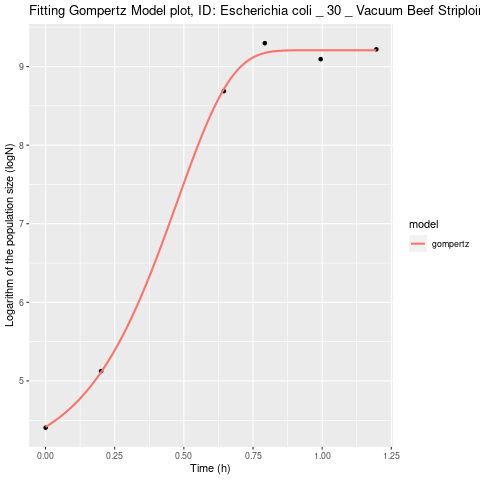 Fitting Gompertz Model plot, ID: Escherichia coli _ 30 _ Vacuum Beef Striploi
Logarithm of the population size (logN)
9
8
7
6
5
0.00 0.25 0.50 0.75 1.00 1.25
Time (h)
model
gompertz